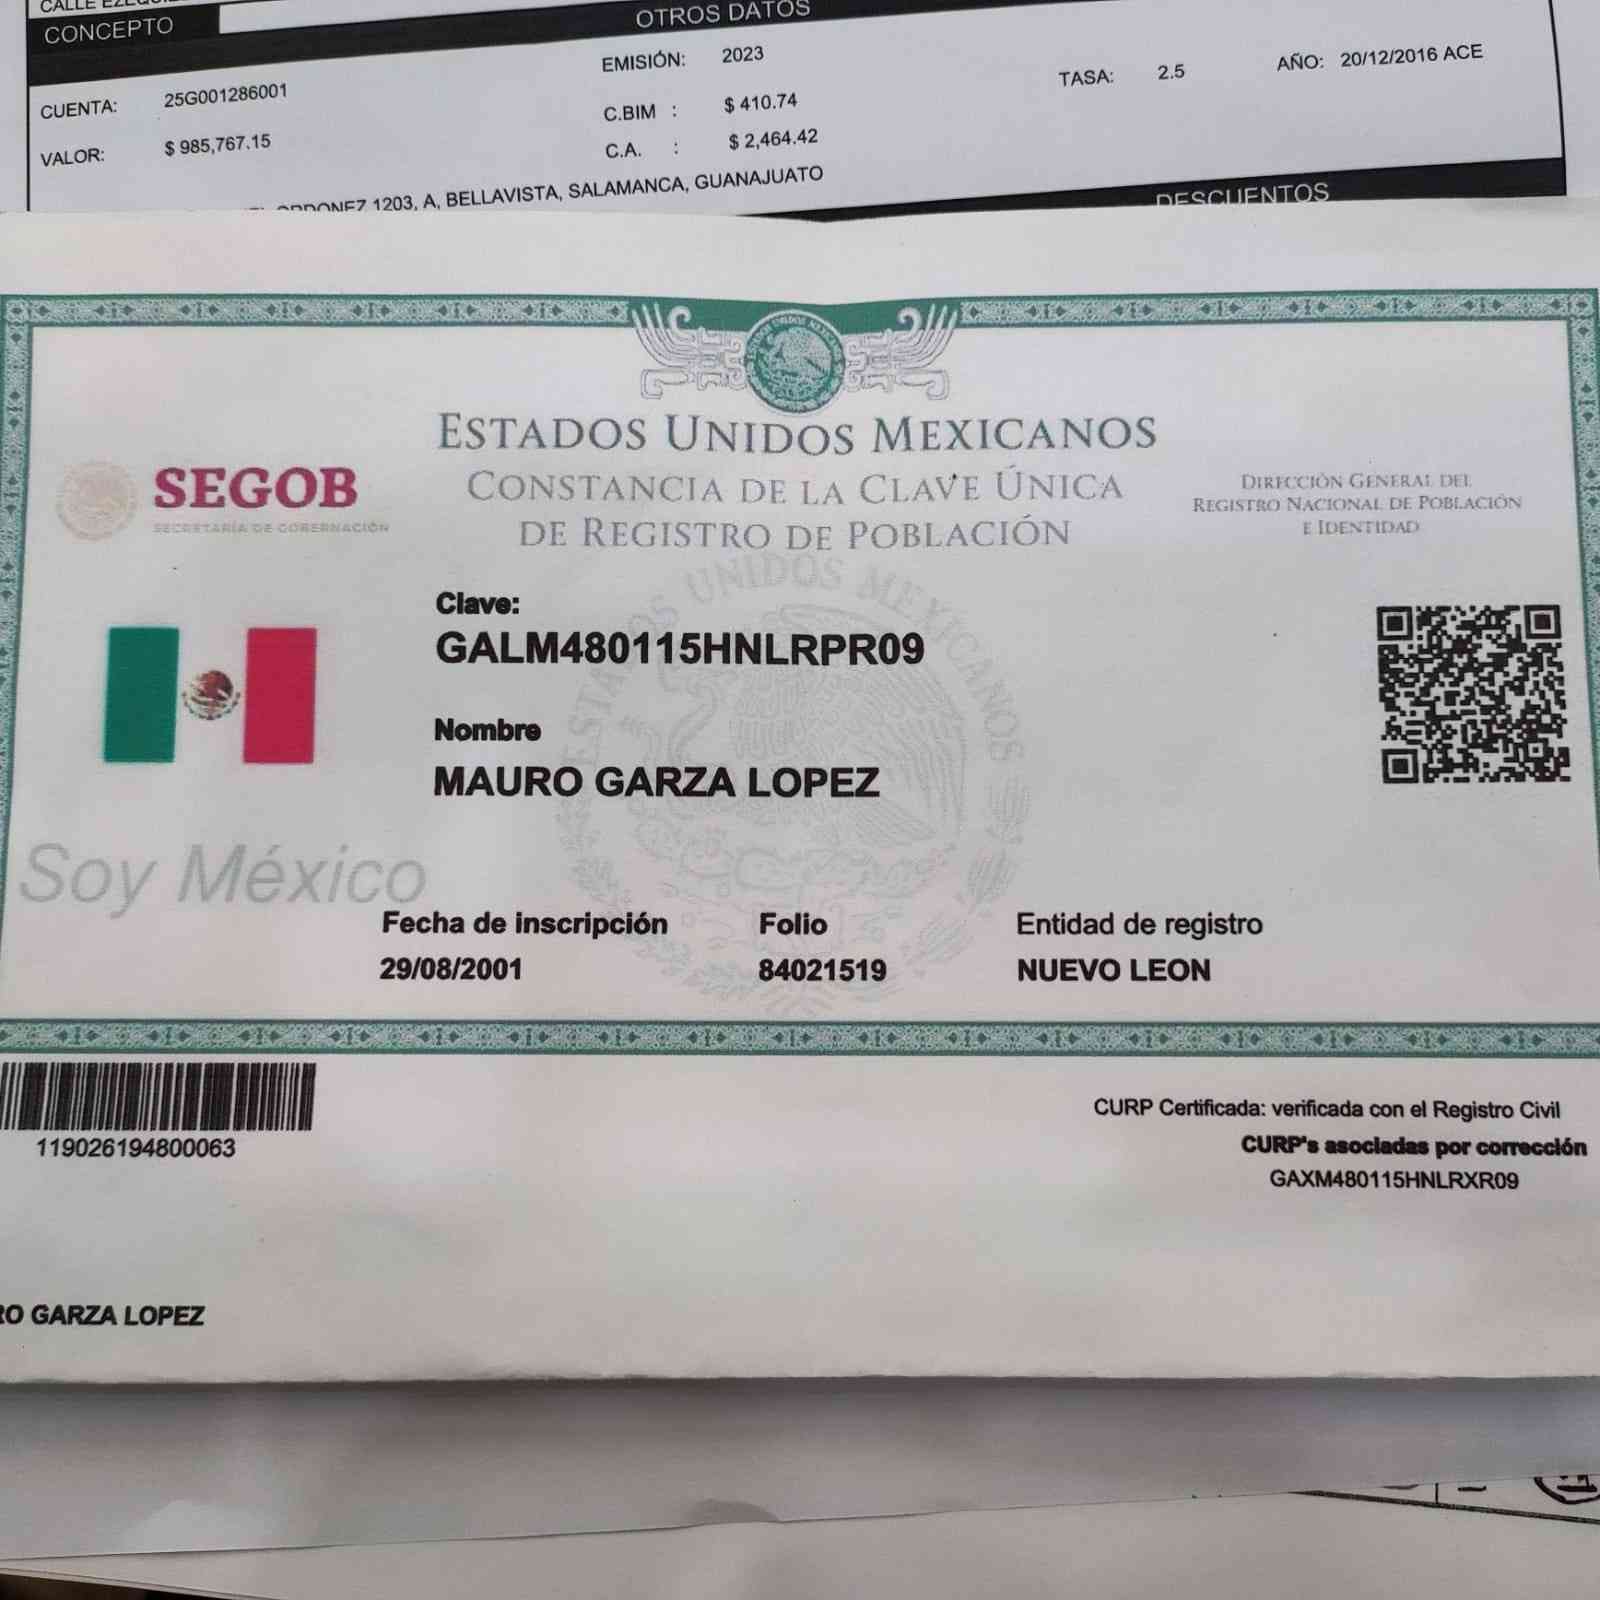 CONCEPTO
OTROS DATOS
CUENTA: 25G001286001
EMISIÓN: 2023
TASA: 2.5
AÑO: 20/12/2016 ACE
VALOR: $ 985,767.15
C.BIM : $ 410.74
C.A. : $ 2,464.42
1203, A, BELLAVISTA, SALAMANCA, GUANAJUATO
DESCUENTOS
ESTADOS UNIDOS MEXICANOS
CONSTANCIA DE LA CLAVE ÚNICA
DE REGISTRO DE POBLACIÓN
SEGOB
SECRETARÍA DE GOBERNACIÓN
DIRECCIÓN GENERAL DEL
REGISTRO NACIONAL DE POBLACIÓN
E IDENTIDAD
Clave:
GALM480115HNLRPR09
Nombre
MAURO GARZA LOPEZ
Soy México
Fecha de inscripción
29/08/2001
Folio
84021519
Entidad de registro
NUEVO LEON
ESTADOS UNIDOS MEXICANOS
119026194800063
CURP Certificada: verificada con el Registro Civil
CURP's asociadas por corrección
GAXM480115HNLRXR09
GARZA LOPEZ